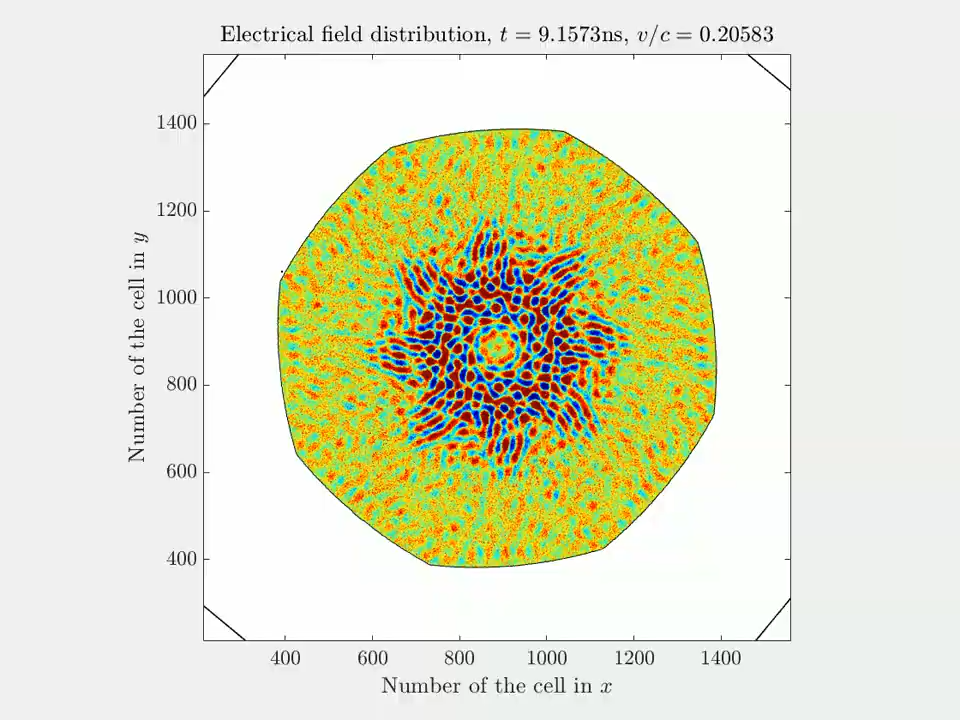 Electrical field distribution, t = 9.1573ns, v/c = 0.20583
1400
1200
1000
800
600
400
Number of the cell in y
400 600 800 1000 1200 1400
Number of the cell in x